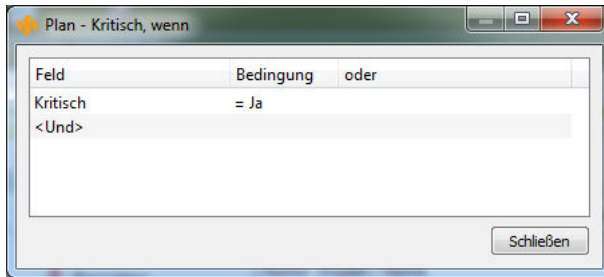 Plan - Kritisch, wenn
Feld Bedingung oder
Kritisch = Ja
<Und>
Schließen